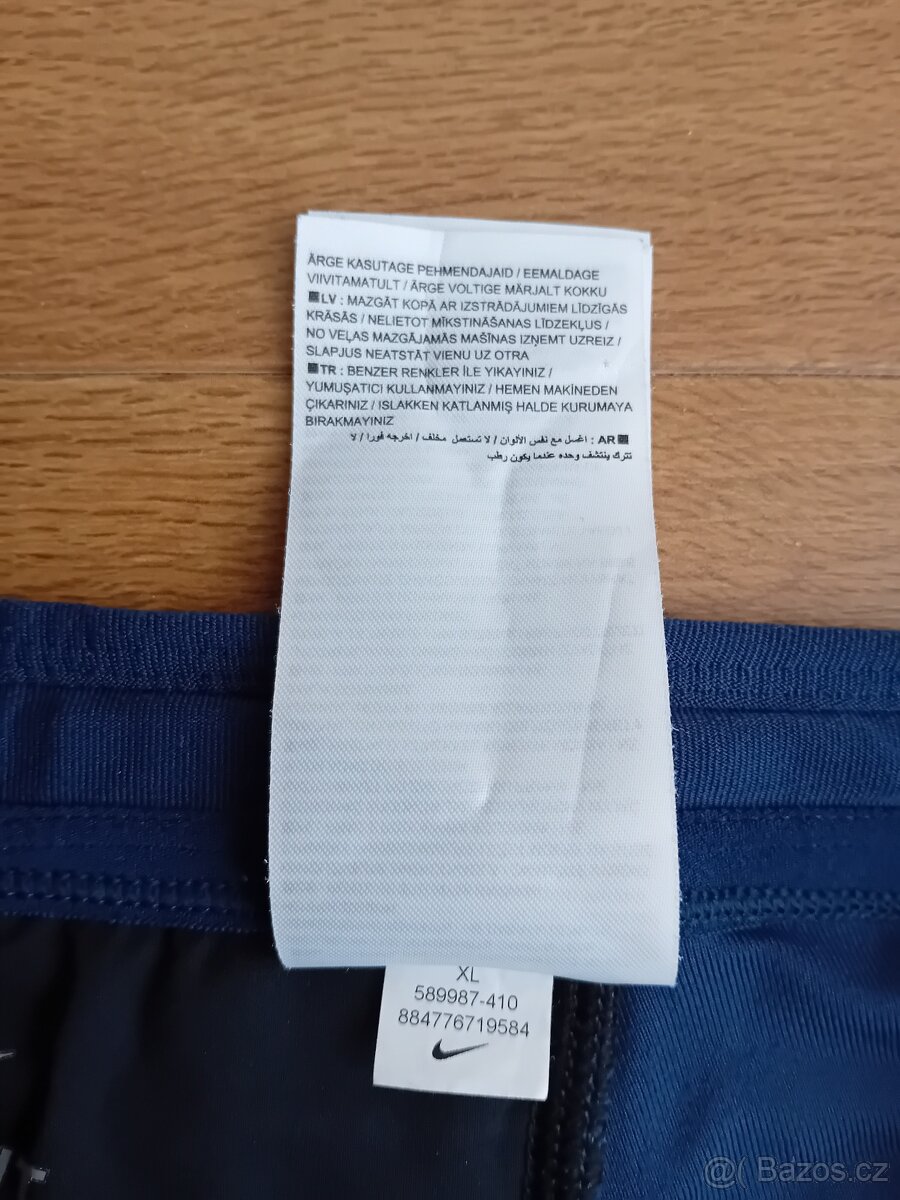 ÄRGE KASUTAGE PEHMENDAJAID / EEMALDAGE
VIIVITAMATULT / ÄRGE VOLTIGE MÄRJALT KOKKU
LV : MAZGĀT KOPĀ AR IZSTRĀDĀJUMIEM LĪDZĪGĀS
KRĀSĀS / NELIETOT MĪKSTINĀŠANAS LĪDZEKĻUS /
NO VEĻAS MAZGĀJAMĀS MAŠĪNAS IZŅEMT UZREIZ /
SLAPJUS NEATSTĀT VIENU UZ OTRA
TR : BENZER RENKLER İLE YIKAYINIZ /
YUMUŞATICI KULLANMAYINIZ / HEMEN MAKİNEDEN
ÇIKARINIZ / ISLAKKEN KATLANMIŞ HALDE KURUMAYA
BIRAKMAYINIZ
AR : اغسل مع نفس الألوان / لا تستعمل مخلف / اخرجه فورا / لا
تترك ينتشف وحده عندما يكون رطب
XL
589987-410
884776719584
@( Bazos.cz